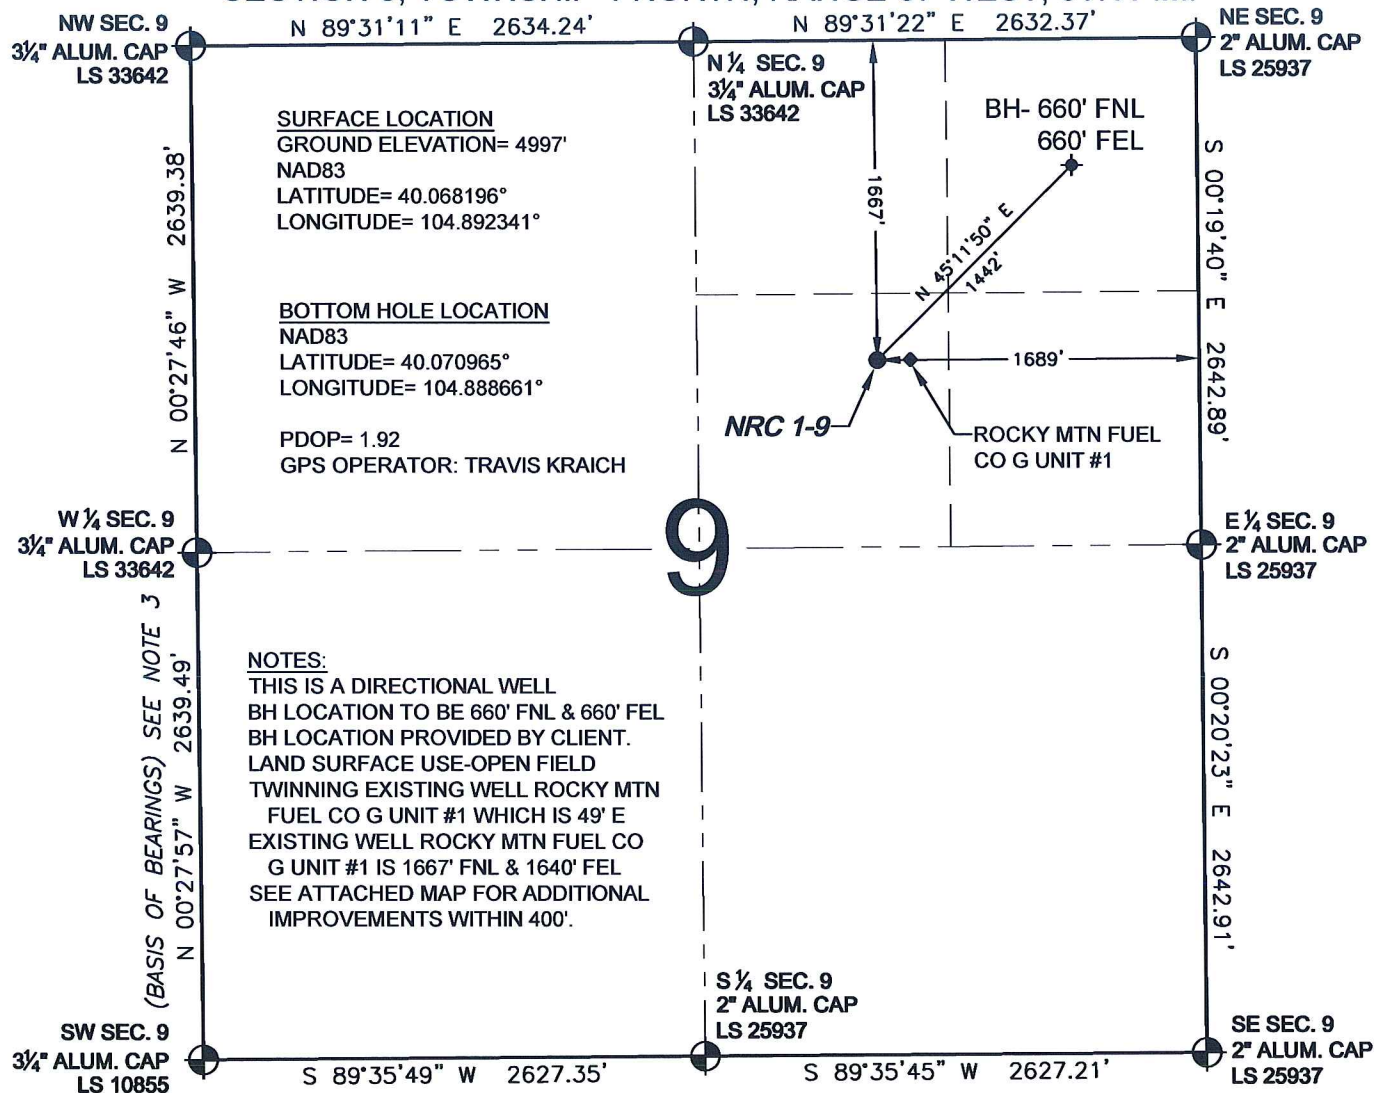 N 89°31'11" E 2634.24'
N 89°31'22" E 2632.37'
NW SEC. 9
3¼" ALUM. CAP
LS 33642
N ¼ SEC. 9
3¼" ALUM. CAP
LS 33642
NE SEC. 9
2" ALUM. CAP
LS 25937
SURFACE LOCATION
GROUND ELEVATION= 4997'
NAD83
LATITUDE= 40.068196°
LONGITUDE= 104.892341°
BOTTOM HOLE LOCATION
NAD83
LATITUDE= 40.070965°
LONGITUDE= 104.888661°
PDOP= 1.92
GPS OPERATOR: TRAVIS KRAICH
BH- 660' FNL
660' FEL
1667'
N 45°11'50" E
1442'
1689'
NRC 1-9
ROCKY MTN FUEL
CO G UNIT #1
N 00°27'46" W 2639.38'
S 00°19'40" E 2642.89'
W ¼ SEC. 9
3¼" ALUM. CAP
LS 33642
9
E ¼ SEC. 9
2" ALUM. CAP
LS 25937
(BASIS OF BEARINGS) SEE NOTE 3
N 00°27'57" W 2639.49'
NOTES:
THIS IS A DIRECTIONAL WELL
BH LOCATION TO BE 660' FNL & 660' FEL
BH LOCATION PROVIDED BY CLIENT.
LAND SURFACE USE-OPEN FIELD
TWINNING EXISTING WELL ROCKY MTN
FUEL CO G UNIT #1 WHICH IS 49' E
EXISTING WELL ROCKY MTN FUEL CO
G UNIT #1 IS 1667' FNL & 1640' FEL
SEE ATTACHED MAP FOR ADDITIONAL
IMPROVEMENTS WITHIN 400'.
S 00°20'23" E 2642.91'
SW SEC. 9
3¼" ALUM. CAP
LS 10855
S ¼ SEC. 9
2" ALUM. CAP
LS 25937
SE SEC. 9
2" ALUM. CAP
LS 25937
S 89°35'49" W 2627.35'
S 89°35'45" W 2627.21'